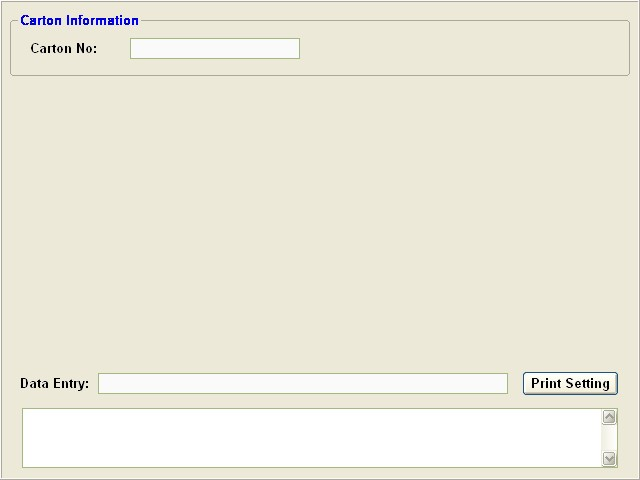 Carton Information
Carton No:
Data Entry:
Print Setting